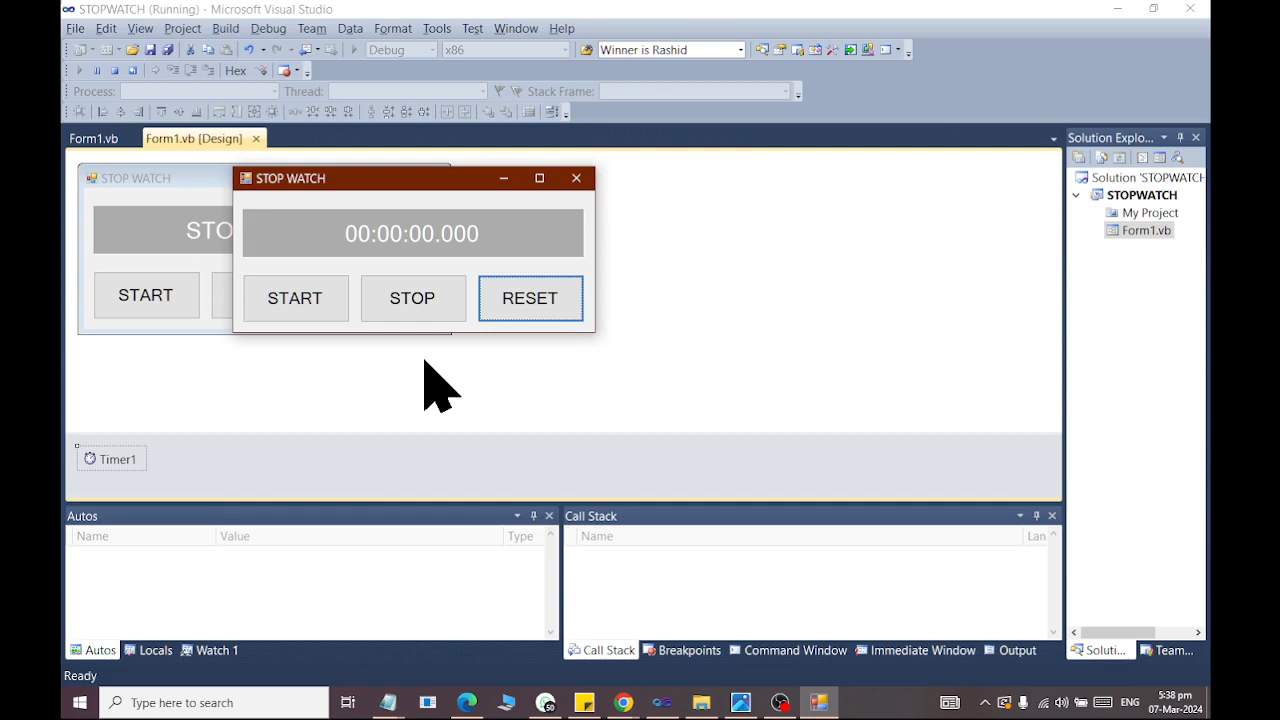 STOPWATCH (Running) - Microsoft Visual Studio
File Edit View Project Build Debug Team Data Format Tools Test Window Help
Debug x86 Winner is Rashid
Hex
Process: Thread: Stack Frame:
Form1.vb Form1.vb [Design]
Solution Explo...
STOP WATCH
STO
START
STOP WATCH
00:00:00.000
START STOP RESET
Solution 'STOPWATCH
STOPWATCH
My Project
Form1.vb
Timer1
Autos
Name Value Type
Call Stack
Name Lan
Autos Locals Watch 1
Call Stack Breakpoints Command Window Immediate Window Output
Soluti... Team...
Ready
Type here to search
ENG
5:38 pm
07-Mar-2024